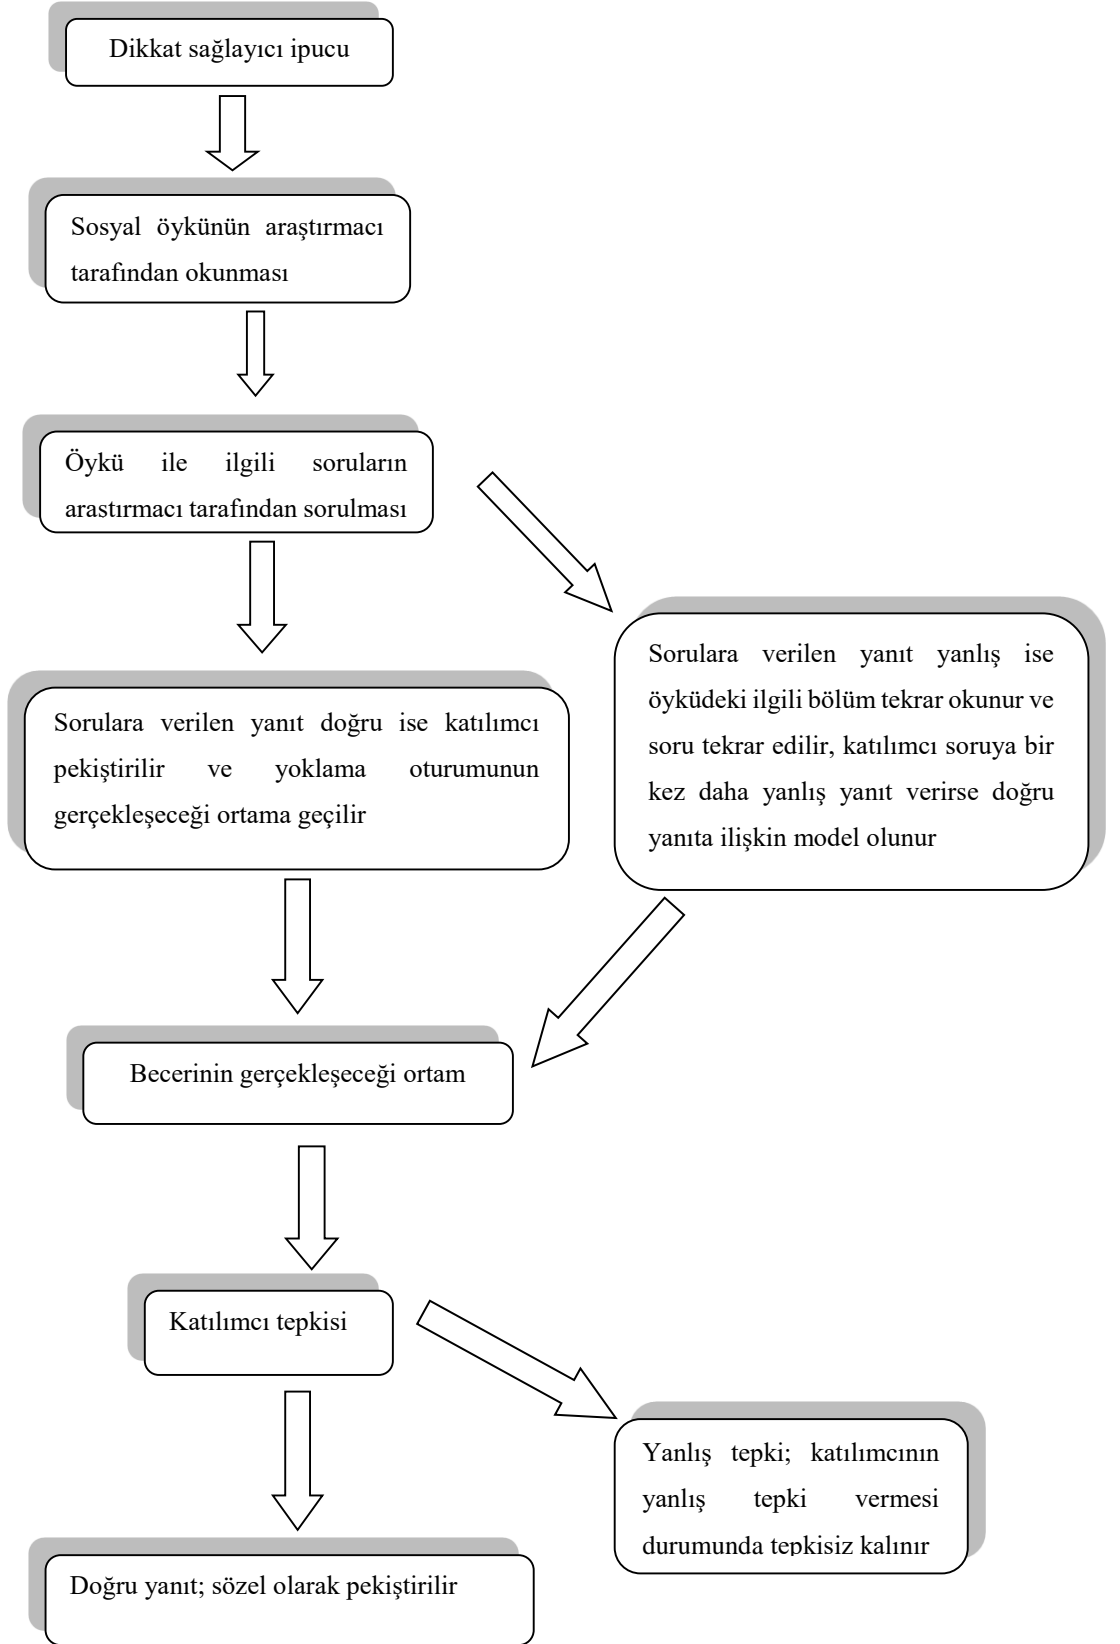 Dikkat sağlayıcı ipucu
Sosyal öykünün araştırmacı
tarafından okunması
Öykü ile ilgili soruların
arastırmacı tarafından sorulması
Sorulara verilen yanıt doğru ise katılımcı
pekiştirilir ve yoklama oturumunun
gerçekleşeceği ortama geçilir
Sorulara verilen yanıt yanlış ise
öyküdeki ilgili bölüm tekrar okunur ve
soru tekrar edilir, katılımcı soruya bir
kez daha yanlış yanıt verirse doğru
yanıta ilişkin model olunur
Becerinin gerçekleşeceği ortam
Katılımcı tepkisi
Yanlış tepki; katılımcının
yanlış tepki vermesi
durumunda tepkisiz kalınır
Doğru yanıt; sözel olarak pekiştirilir